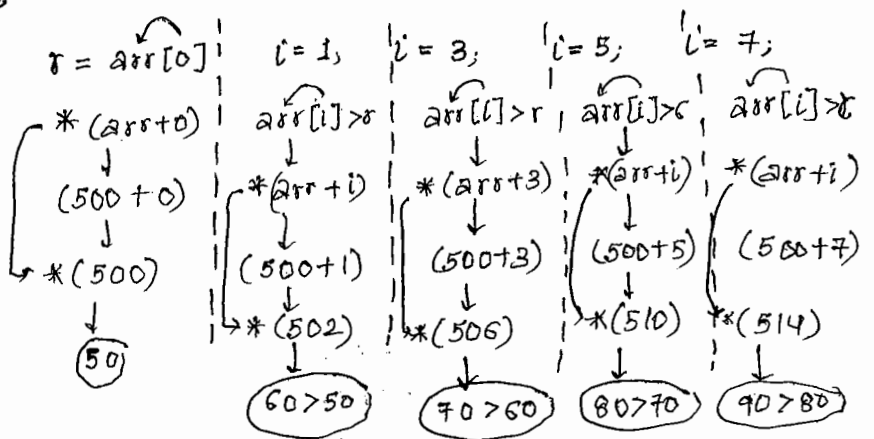 r = arr[0]
*(arr+0)
(500+0)
*(500)
50
i=1,
arr[i]>r
*(arr+i)
(500+1)
*(502)
60>50
i=3;
arr[i]>r
*(arr+3)
(500+3)
*(506)
70>60
i=5;
arr[i]>r
*(arr+i)
(500+5)
*(510)
80>70
i=7;
arr[i]>r
*(arr+i)
(500+7)
*(514)
90>80